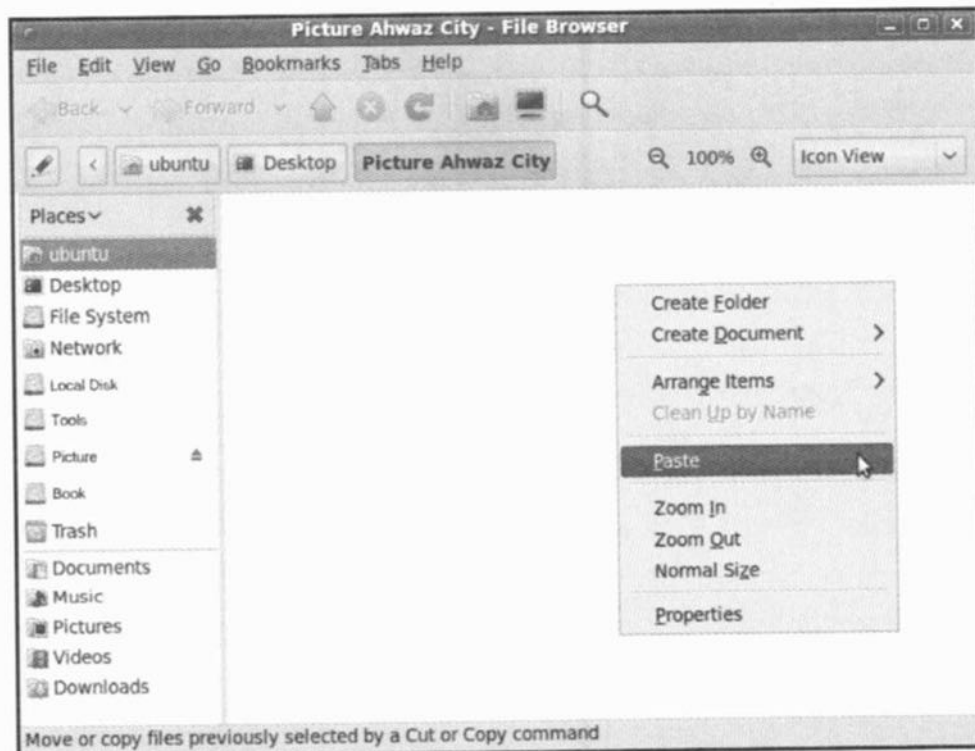 Picture Ahwaz City - File Browser
File Edit View Go Bookmarks Tabs Help
Back Forward
ubuntu Desktop Picture Ahwaz City 100% Icon View
Places
ubuntu
Desktop
File System
Network
Local Disk
Tools
Picture
Book
Trash
Documents
Music
Pictures
Videos
Downloads
Create Folder
Create Document
Arrange Items
Clean Up by Name
Paste
Zoom In
Zoom Out
Normal Size
Properties
Move or copy files previously selected by a Cut or Copy command